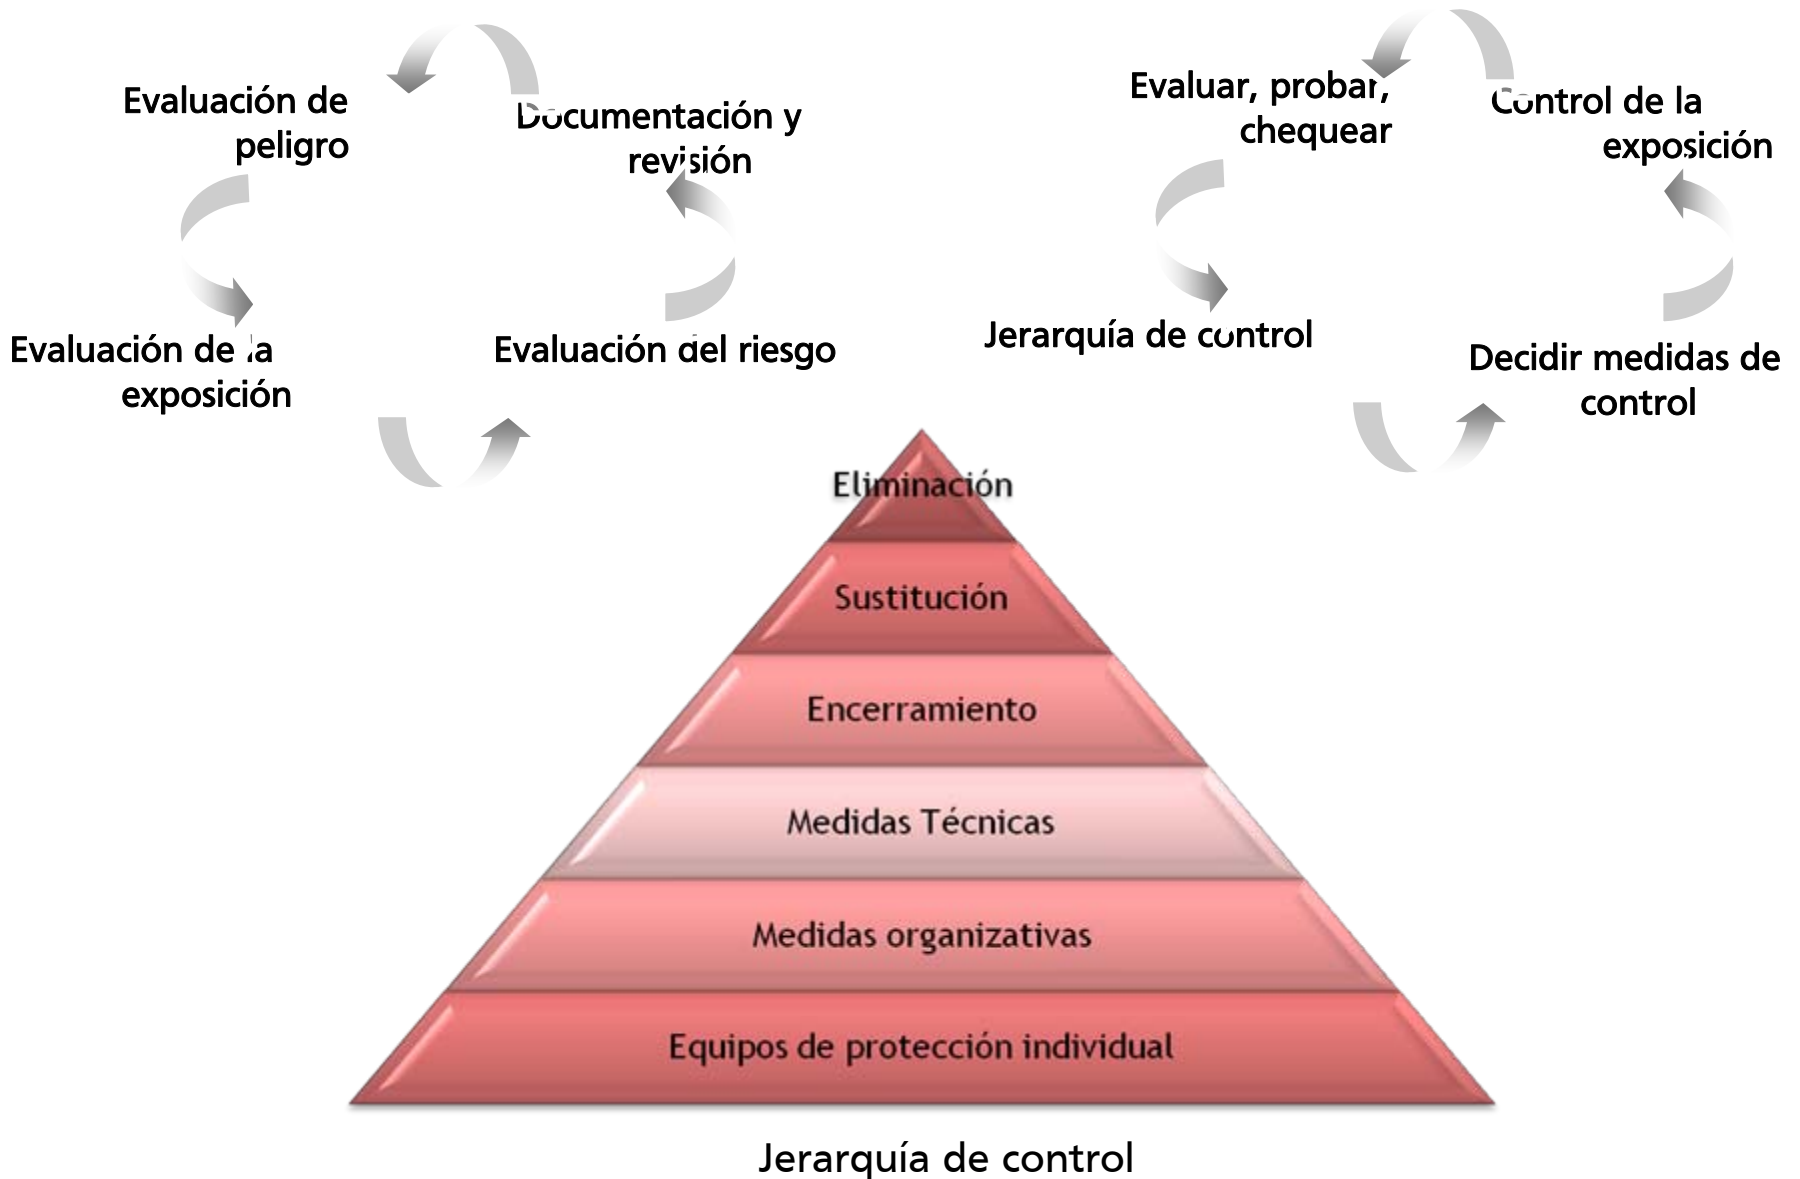 Evaluación de
peligro
Documentación y
revisión
Evaluación de la
exposición
Evaluación del riesgo
Evaluar, probar,
chequear
Control de la
exposición
Jerarquía de control
Decidir medidas de
control
Eliminación
Sustitución
Encerramiento
Medidas Técnicas
Medidas organizativas
Equipos de protección individual
Jerarquía de control